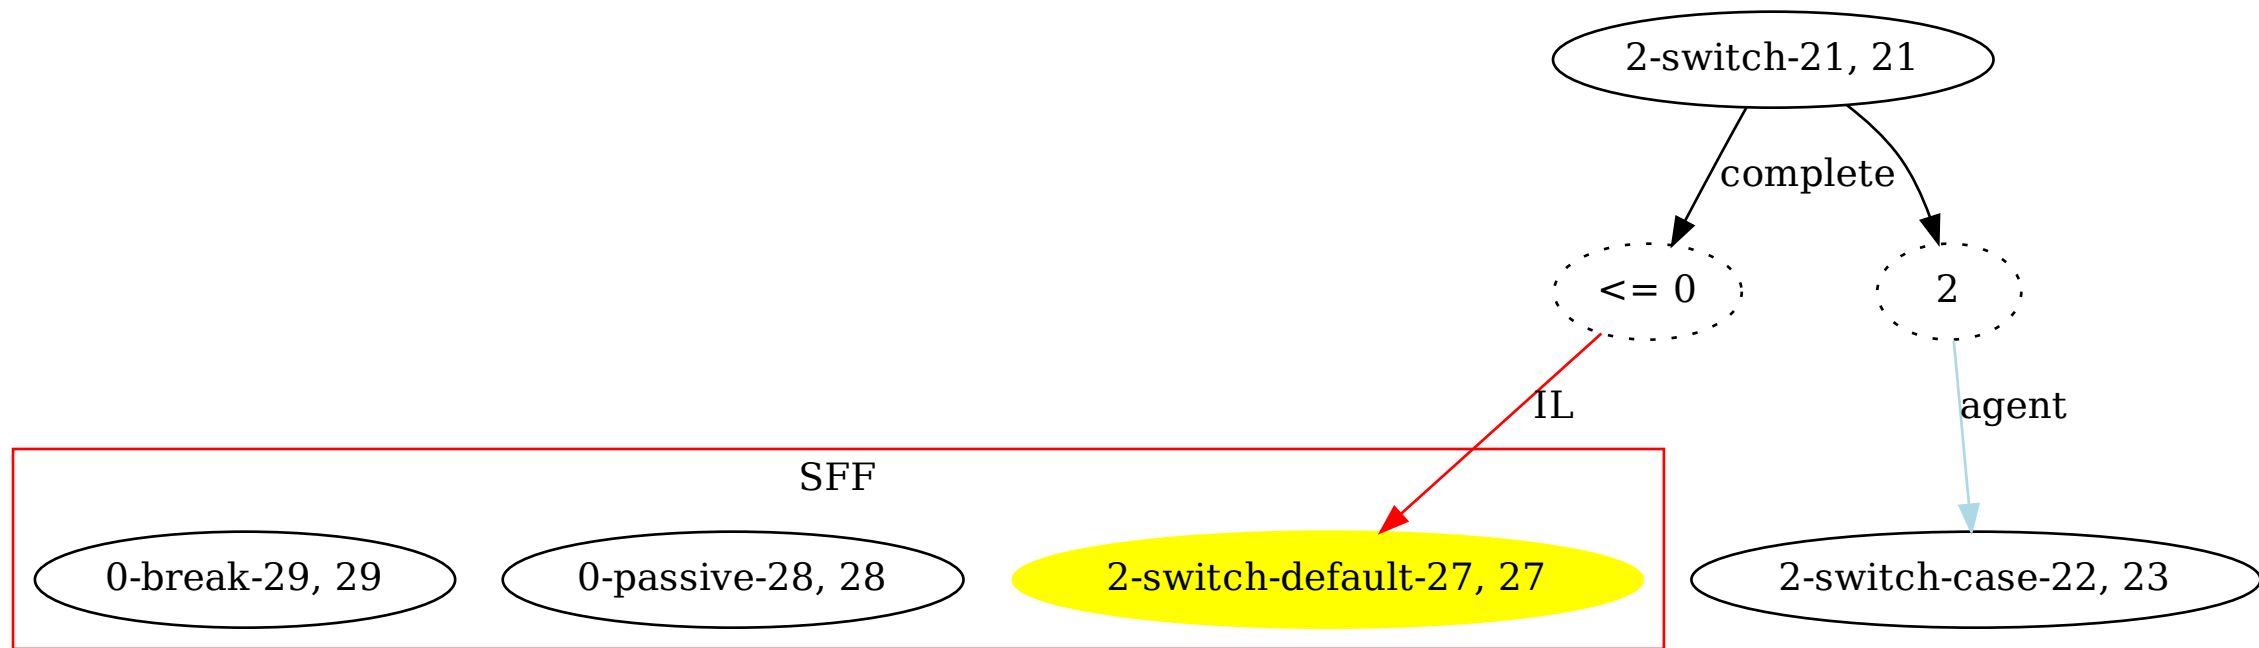 2-switch-21, 21
complete
<= 0
2
IL
agent
SFF
0-break-29, 29
0-passive-28, 28
2-switch-default-27, 27
2-switch-case-22, 23